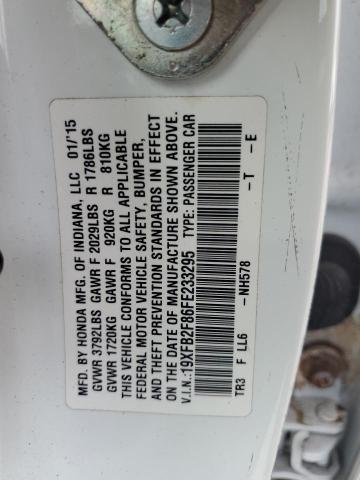 MFD. BY HONDA MFG. OF INDIANA, LLC 01/'15
GVWR 3792LBS GAWR F 2029LBS R 1786LBS
GVWR 1720KG GAWR F 920KG R 810KG
THIS VEHICLE CONFORMS TO ALL APPLICABLE
FEDERAL MOTOR VEHICLE SAFETY, BUMPER,
AND THEFT PREVENTION STANDARDS IN EFFECT
ON THE DATE OF MANUFACTURE SHOWN ABOVE.
V.I.N.:19XFB2F86FE233295 TYPE: PASSENGER CAR
TR3 F LL6 -NH578 -T -E